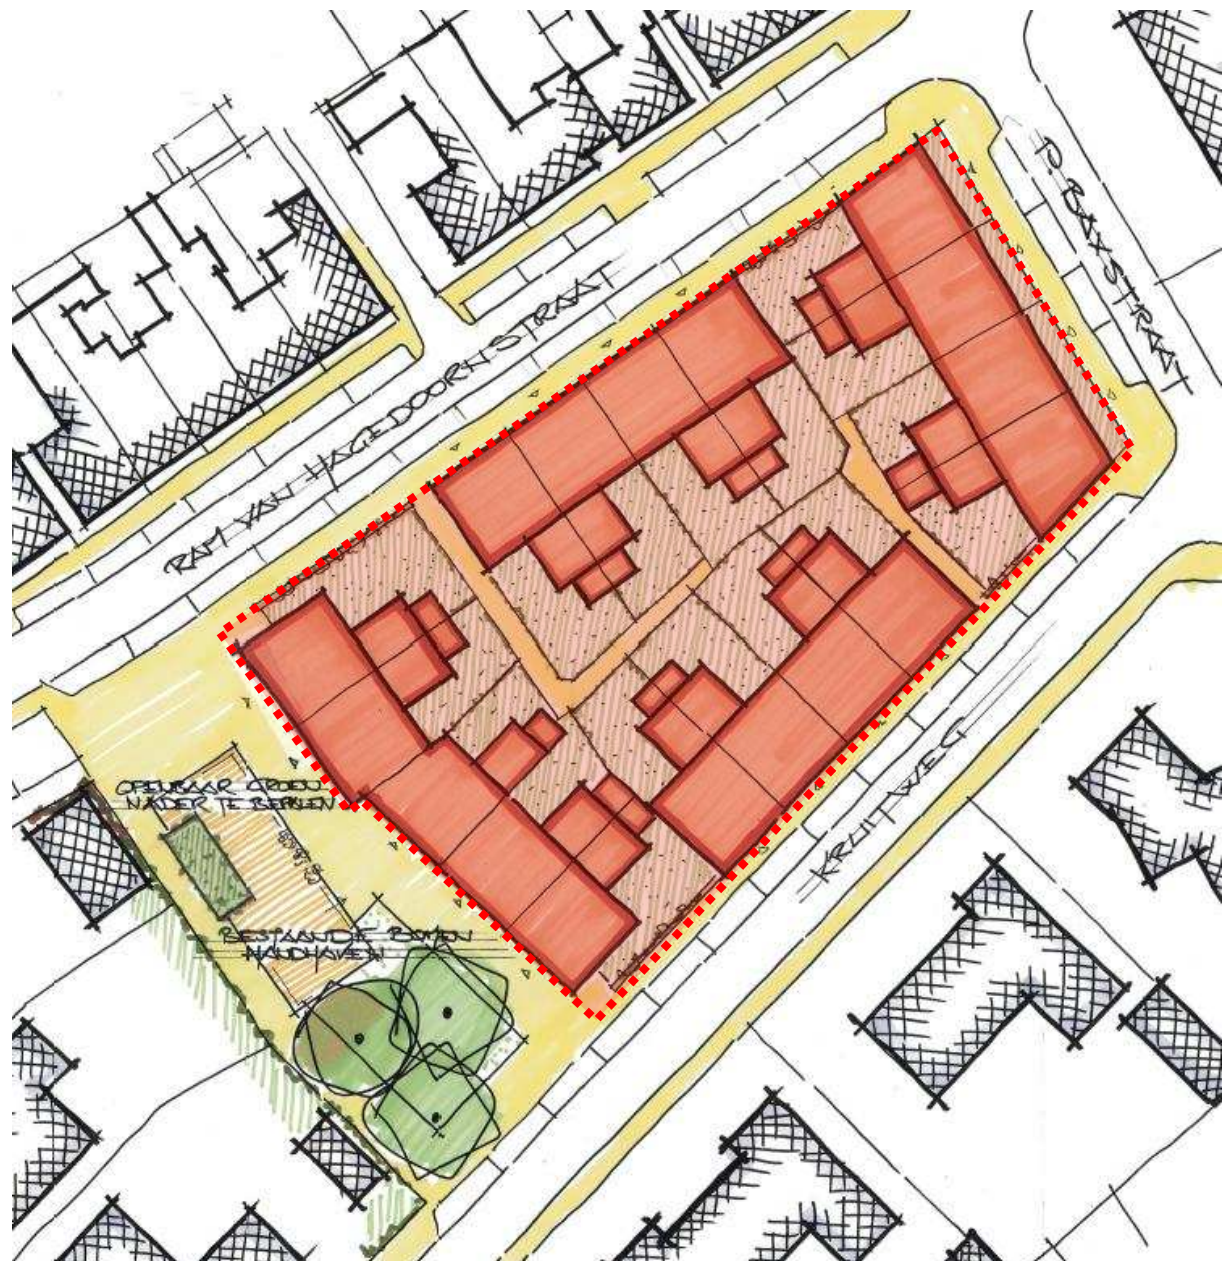 P. BAXSTRAAT
RAM VAN HAGEDOORNSTRAAT
KRUITWEG
OPENBAAR GROEN
NADER TE BEPALEN
BESTAANDE BOMEN
HANDHAVEN